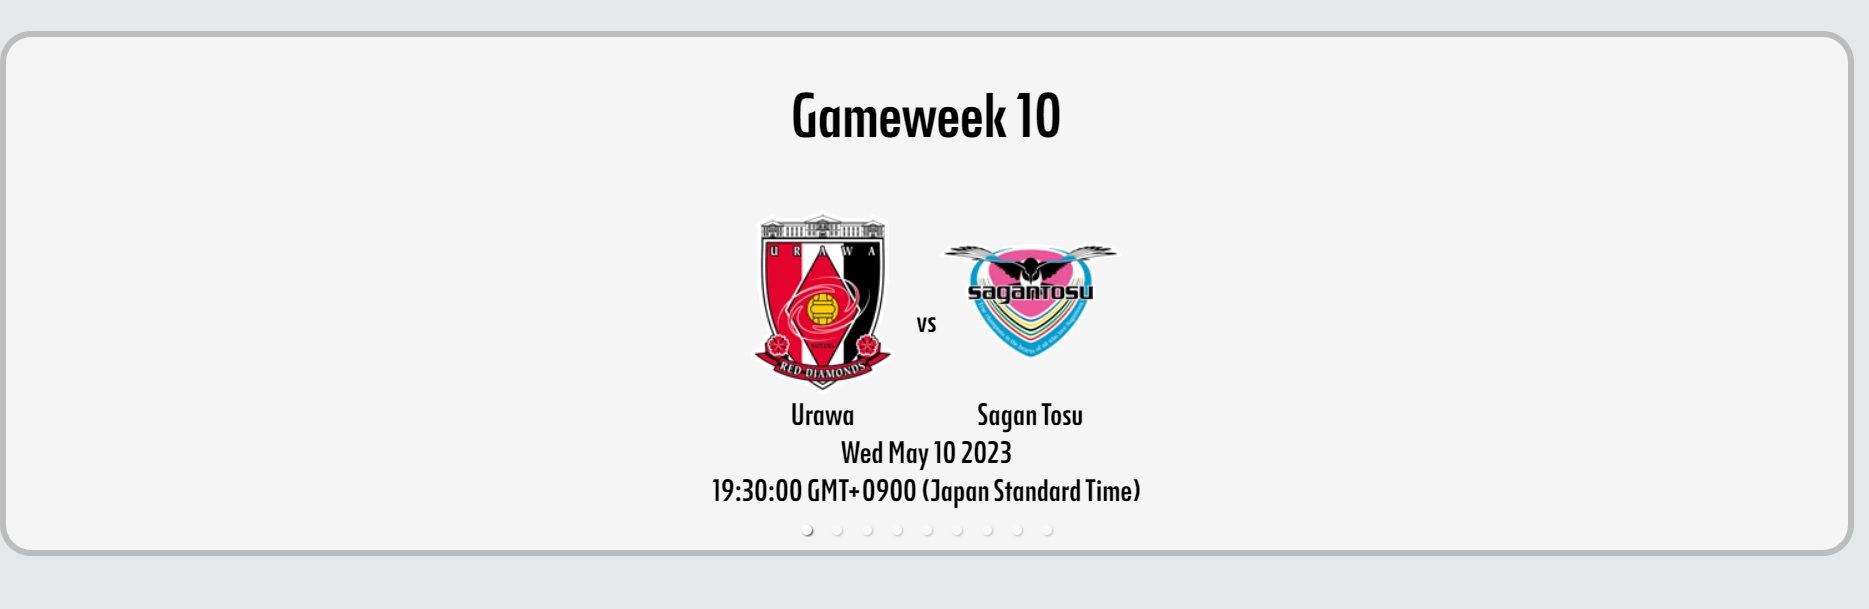 Gameweek 10
URAWA
RED DIAMONDS
vs
sagantosu
Urawa
Sagan Tosu
Wed May 10 2023
19:30:00 GMT+0900 (Japan Standard Time)